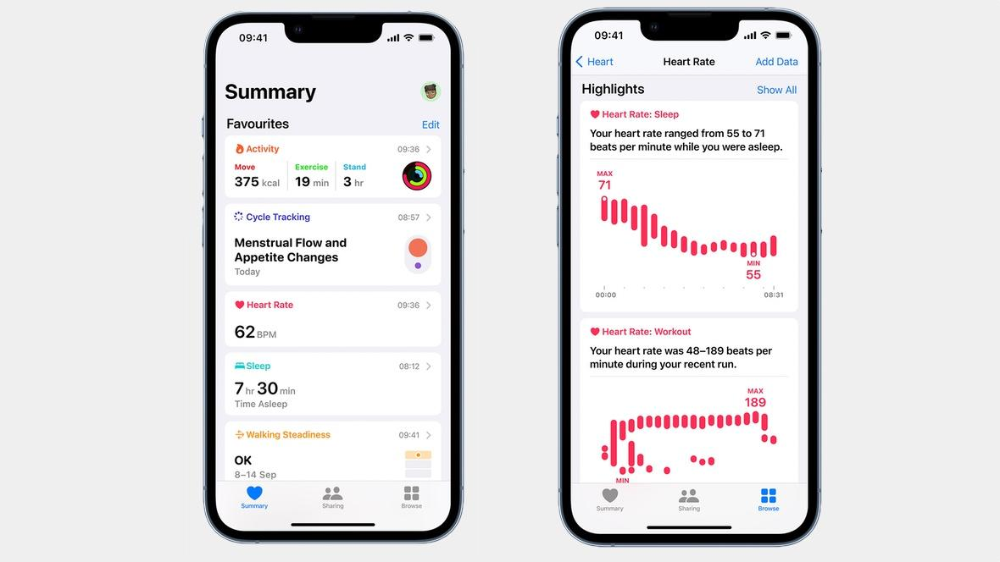 09:41
Summary
Favourites Edit
Activity 09:36
Move Exercise Stand
375 kcal 19 min 3 hr
Cycle Tracking 08:57
Menstrual Flow and
Appetite Changes
Today
Heart Rate 09:36
62 BPM
Sleep 08:12
7 hr 30 min
Time Asleep
Walking Steadiness 09:41
OK
8–14 Sep
Summary Sharing Browse
09:41
Heart Heart Rate Add Data
Highlights Show All
Heart Rate: Sleep
Your heart rate ranged from 55 to 71
beats per minute while you were asleep.
MAX
71
MIN
55
00:00 08:31
Heart Rate: Workout
Your heart rate was 48–189 beats per
minute during your recent run.
MAX
189
MIN
Summary Sharing Browse